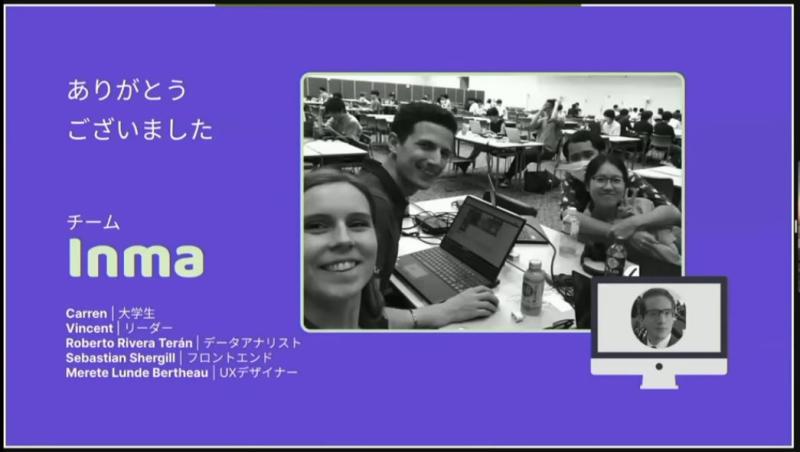 ありがとう
ございました
チーム
Inma
Carren | 大学生
Vincent | リーダー
Roberto Rivera Terán | データアナリスト
Sebastian Shergill | フロントエンド
Merete Lunde Bertheau | UXデザイナー